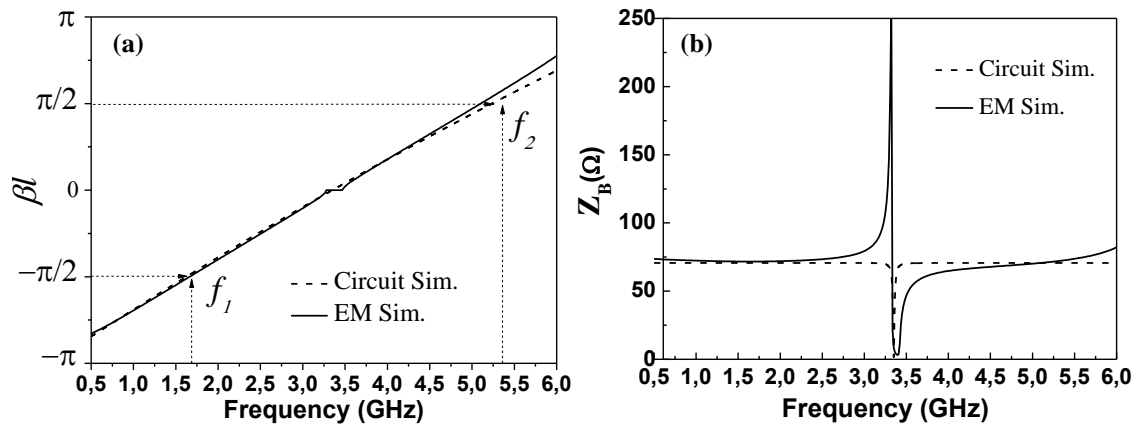 (a)
π
π/2
0
−π/2
−π
βl
f_2
f_1
Circuit Sim.
EM Sim.
0,5 1,0 1,5 2,0 2,5 3,0 3,5 4,0 4,5 5,0 5,5 6,0
Frequency (GHz)
(b)
250
200
150
100
50
0
Z_B(Ω)
Circuit Sim.
EM Sim.
0,5 1,0 1,5 2,0 2,5 3,0 3,5 4,0 4,5 5,0 5,5 6,0
Frequency (GHz)